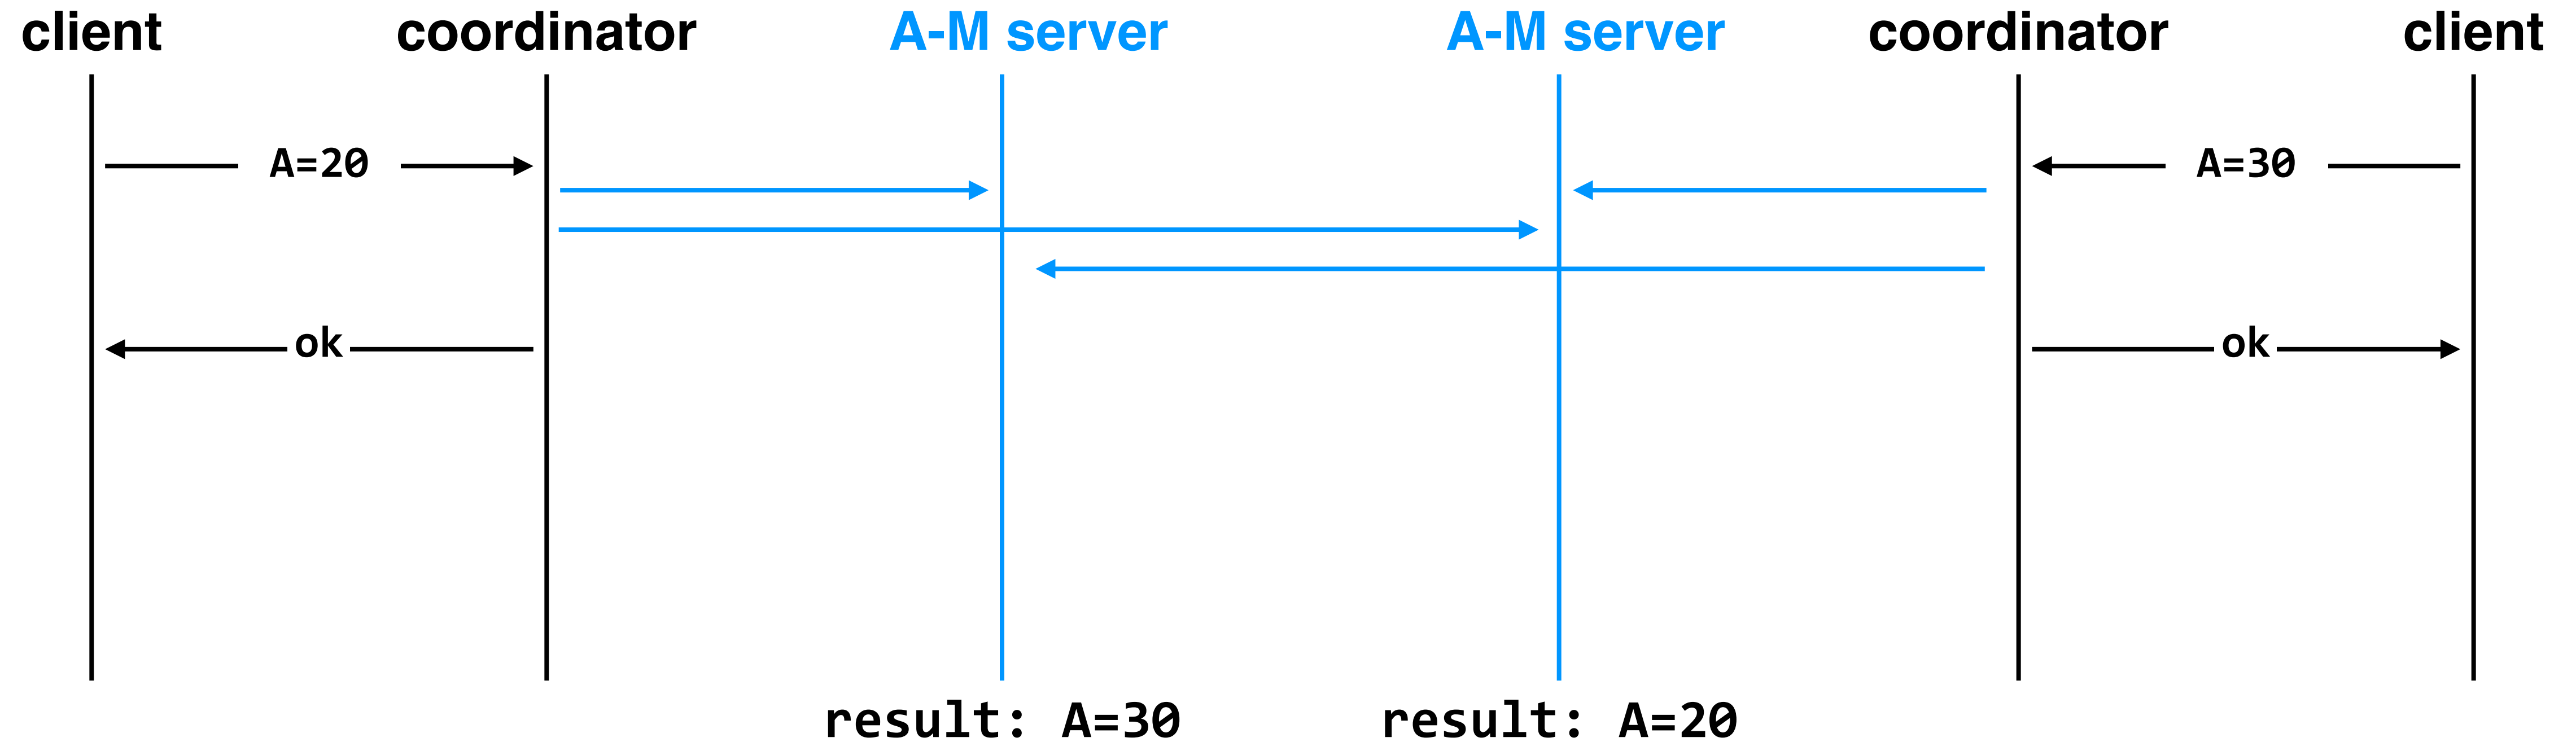 client coordinator A-M server A-M server coordinator client
A=20 A=30
ok ok
result: A=30 result: A=20